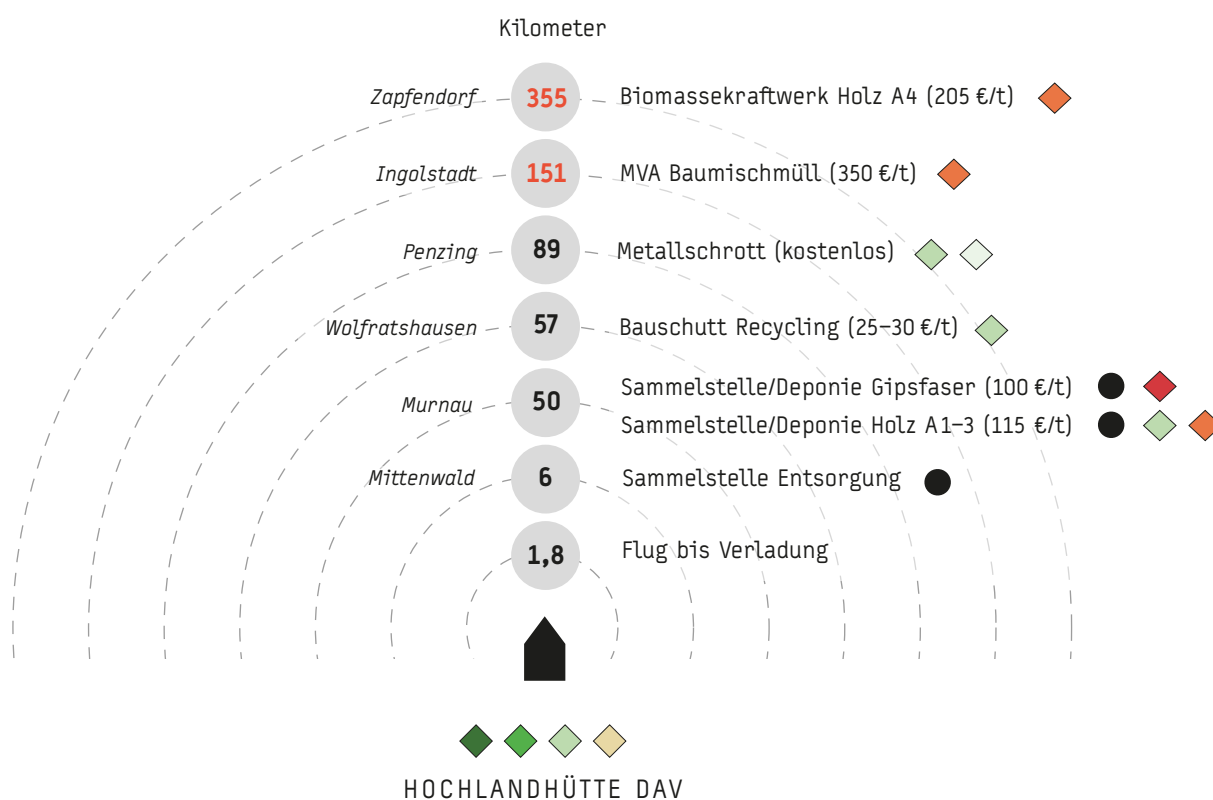 Kilometer
Zapfendorf 355 Biomassekraftwerk Holz A4 (205 €/t)
Ingolstadt 151 MVA Baumischmüll (350 €/t)
Penzing 89 Metallschrott (kostenlos)
Wolfratshausen 57 Bauschutt Recycling (25–30 €/t)
Sammelstelle/Deponie Gipsfaser (100 €/t)
Murnau 50
Sammelstelle/Deponie Holz A1–3 (115 €/t)
Mittenwald 6 Sammelstelle Entsorgung
1,8 Flug bis Verladung
HOCHLANDHÜTTE DAV